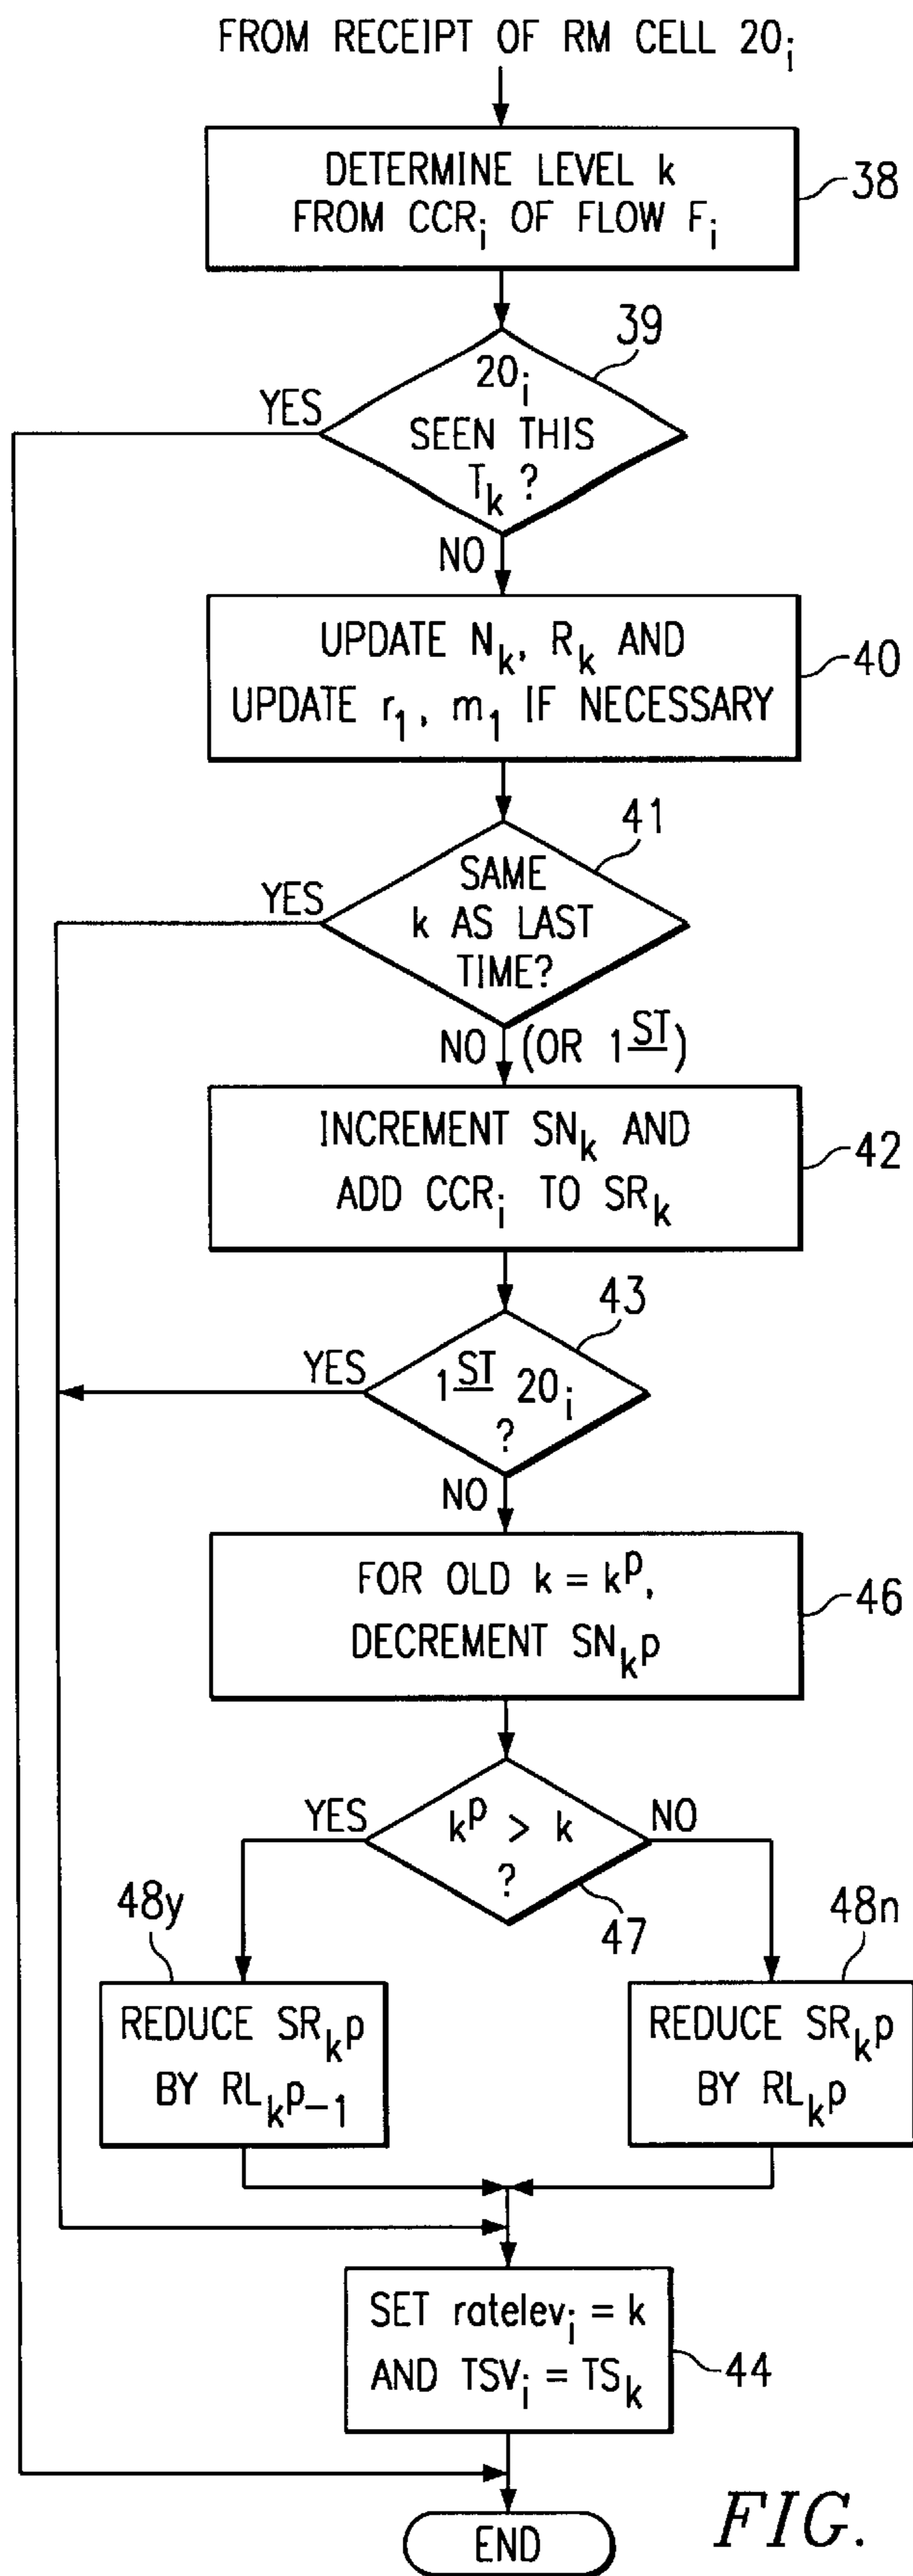 FROM RECEIPT OF RM CELL 20i
DETERMINE LEVEL k
FROM CCRi OF FLOW Fi
38
39
20i
SEEN THIS
Tk ?
YES
NO
UPDATE Nk, Rk AND
UPDATE r1, m1 IF NECESSARY
40
41
SAME
k AS LAST
TIME?
YES
NO (OR 1ST)
INCREMENT SNk AND
ADD CCRi TO SRk
42
43
1ST 20i
?
YES
NO
FOR OLD k = kp,
DECREMENT SNkp
46
YES
kp > k
?
NO
47
48y
48n
REDUCE SRkp
BY RLkp-1
REDUCE SRkp
BY RLkp
SET ratelevi = k
AND TSVi = TSk
44
END
FIG.